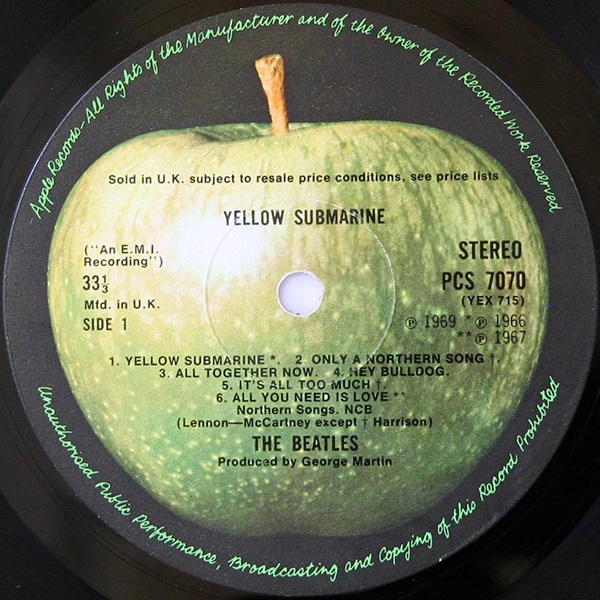 Apple Records—All Rights of the Manufacturer and of the Owner of the Recorded Work Reserved
Sold in U.K. subject to resale price conditions, see price lists
YELLOW SUBMARINE
("An E.M.I.
Recording")
33⅓
Mfd. in U.K.
SIDE 1
STEREO
PCS 7070
(YEX 715)
℗ 1969 * ℗ 1966
** ℗ 1967
1. YELLOW SUBMARINE *. 2. ONLY A NORTHERN SONG †.
3. ALL TOGETHER NOW. 4. HEY BULLDOG.
5. IT'S ALL TOO MUCH †.
6. ALL YOU NEED IS LOVE **
Northern Songs. NCB
(Lennon—McCartney except † Harrison)
THE BEATLES
Produced by George Martin
Unauthorised Public Performance, Broadcasting and Copying of this Record Prohibited